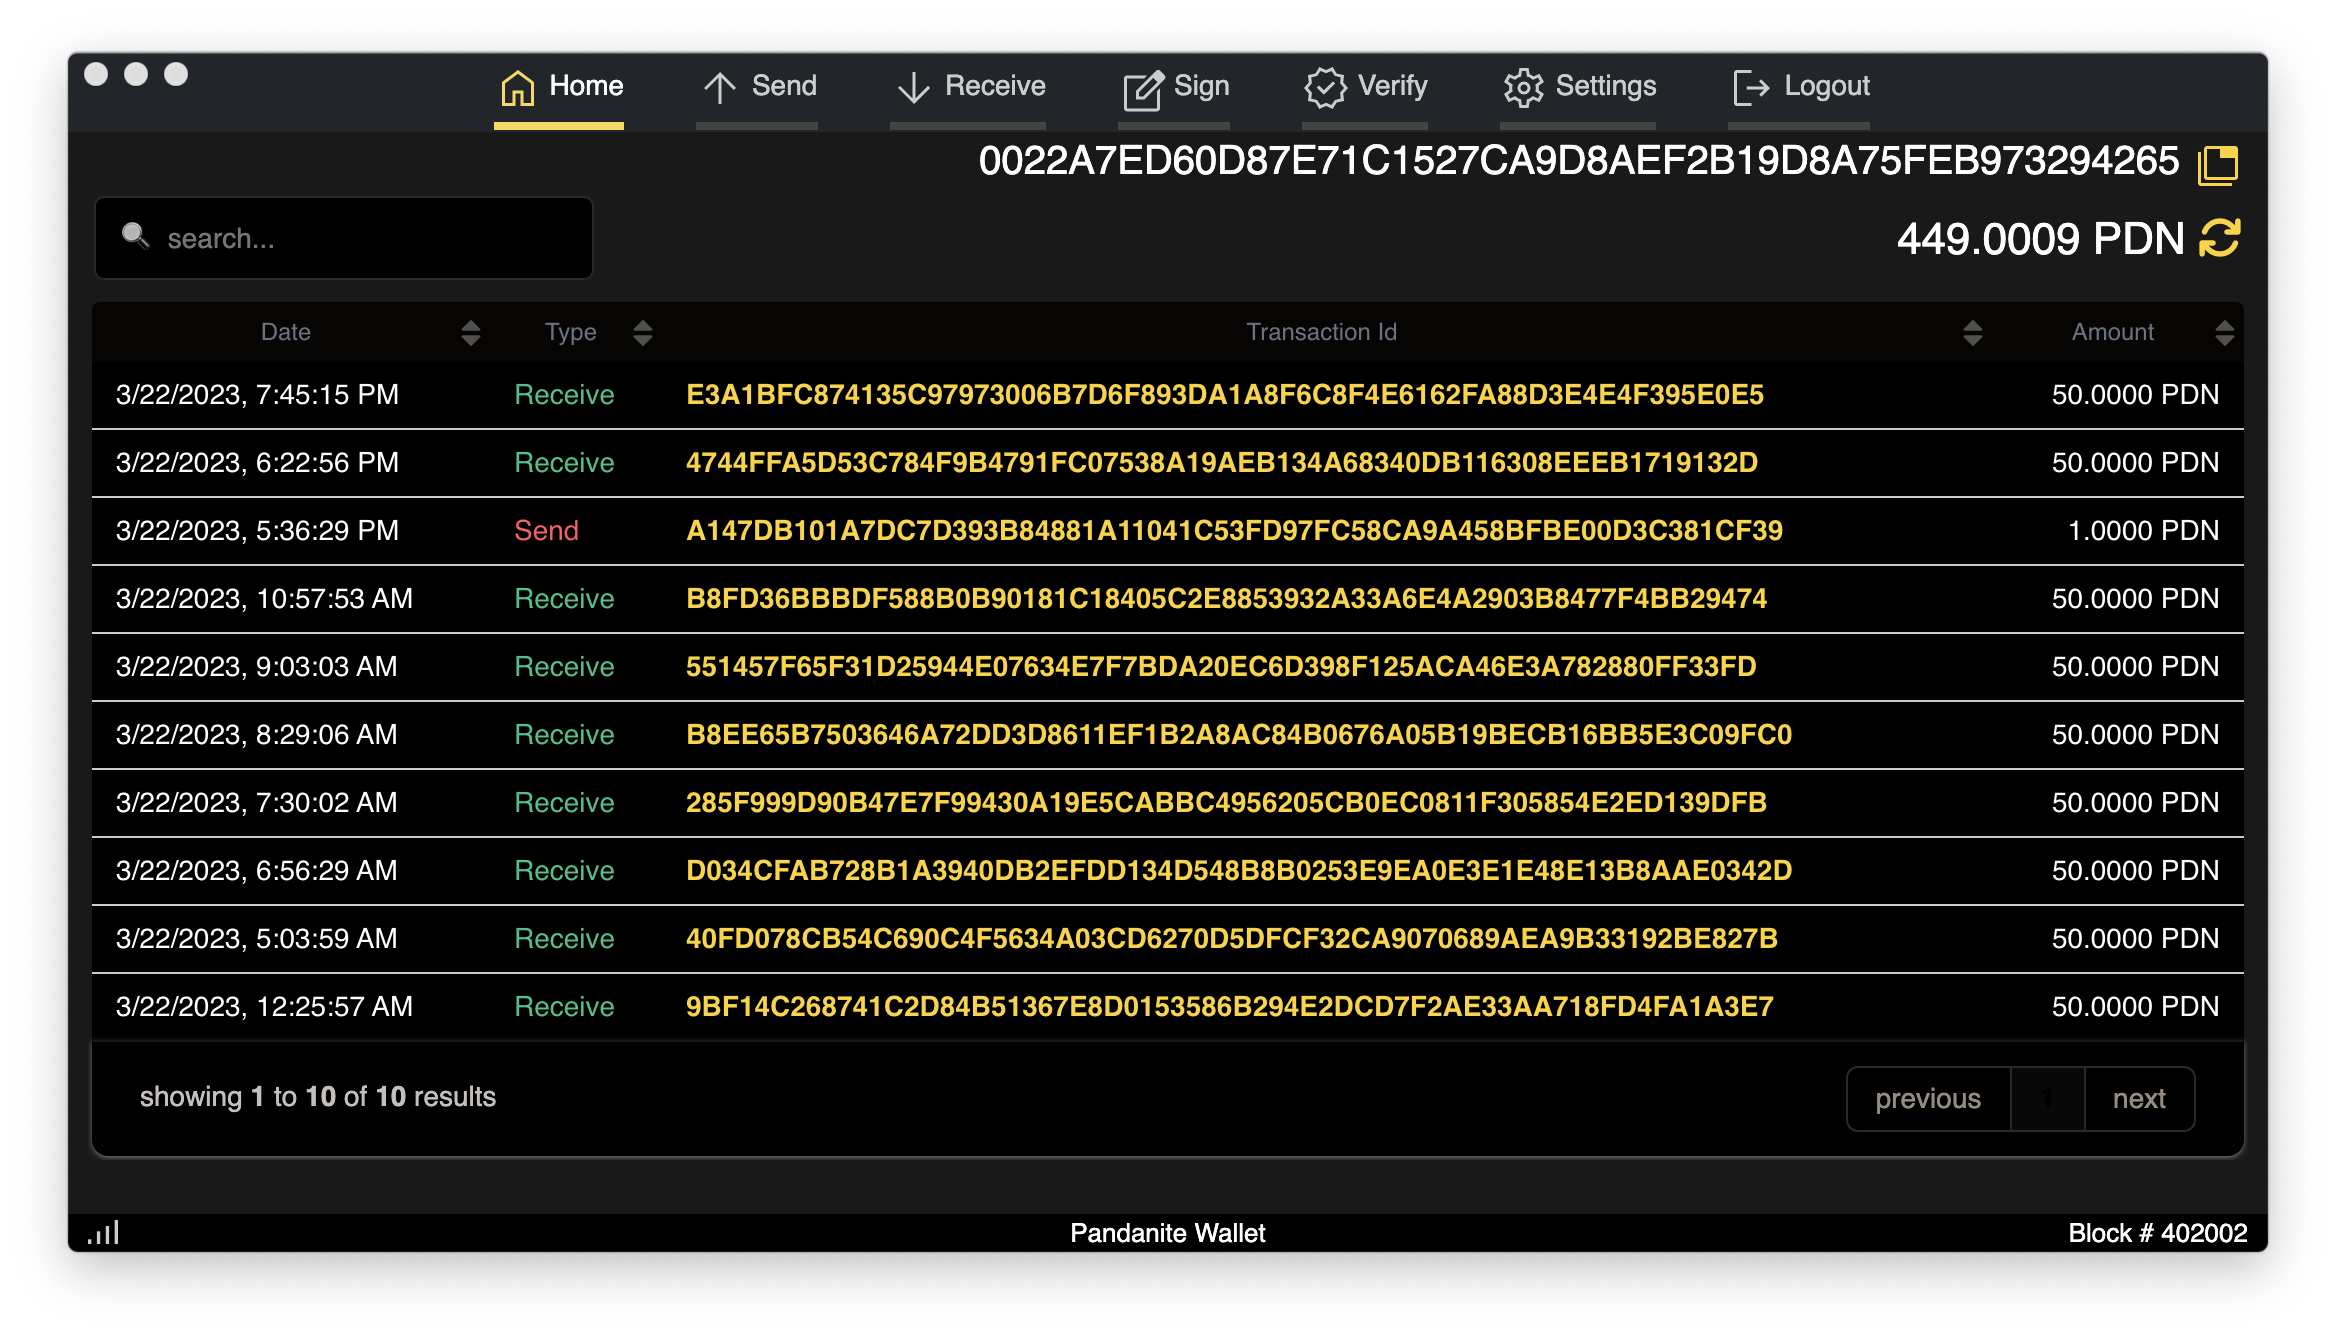 Home Send Receive Sign Verify Settings Logout
0022A7ED60D87E71C1527CA9D8AEF2B19D8A75FEB973294265
search...
449.0009 PDN
Date Type Transaction Id Amount
3/22/2023, 7:45:15 PM Receive E3A1BFC874135C97973006B7D6F893DA1A8F6C8F4E6162FA88D3E4E4F395E0E5 50.0000 PDN
3/22/2023, 6:22:56 PM Receive 4744FFA5D53C784F9B4791FC07538A19AEB134A68340DB116308EEEB1719132D 50.0000 PDN
3/22/2023, 5:36:29 PM Send A147DB101A7DC7D393B84881A11041C53FD97FC58CA9A458BFBE00D3C381CF39 1.0000 PDN
3/22/2023, 10:57:53 AM Receive B8FD36BBBDF588B0B90181C18405C2E8853932A33A6E4A2903B8477F4BB29474 50.0000 PDN
3/22/2023, 9:03:03 AM Receive 551457F65F31D25944E07634E7F7BDA20EC6D398F125ACA46E3A782880FF33FD 50.0000 PDN
3/22/2023, 8:29:06 AM Receive B8EE65B7503646A72DD3D8611EF1B2A8AC84B0676A05B19BECB16BB5E3C09FC0 50.0000 PDN
3/22/2023, 7:30:02 AM Receive 285F999D90B47E7F99430A19E5CABBC4956205CB0EC0811F305854E2ED139DFB 50.0000 PDN
3/22/2023, 6:56:29 AM Receive D034CFAB728B1A3940DB2EFDD134D548B8B0253E9EA0E3E1E48E13B8AAE0342D 50.0000 PDN
3/22/2023, 5:03:59 AM Receive 40FD078CB54C690C4F5634A03CD6270D5DFCF32CA9070689AEA9B33192BE827B 50.0000 PDN
3/22/2023, 12:25:57 AM Receive 9BF14C268741C2D84B51367E8D0153586B294E2DCD7F2AE33AA718FD4FA1A3E7 50.0000 PDN
showing 1 to 10 of 10 results previous 1 next
Pandanite Wallet Block # 402002